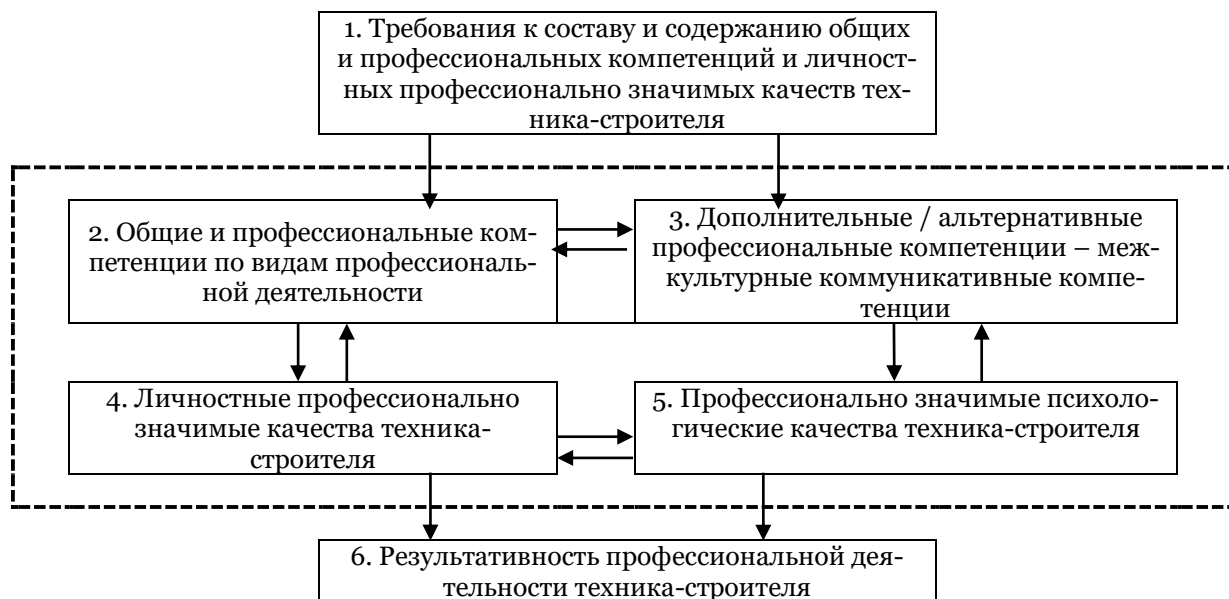 1. Требования к составу и содержанию общих
и профессиональных компетенций и личност-
ных профессионально значимых качеств тех-
ника-строителя
2. Общие и профессиональные ком-
петенции по видам профессиональ-
ной деятельности
3. Дополнительные / альтернативные
профессиональные компетенции – меж-
культурные коммуникативные компе-
тенции
4. Личностные профессионально
значимые качества техника-
строителя
5. Профессионально значимые психоло-
гические качества техника-строителя
6. Результативность профессиональной дея-
тельности техника-строителя